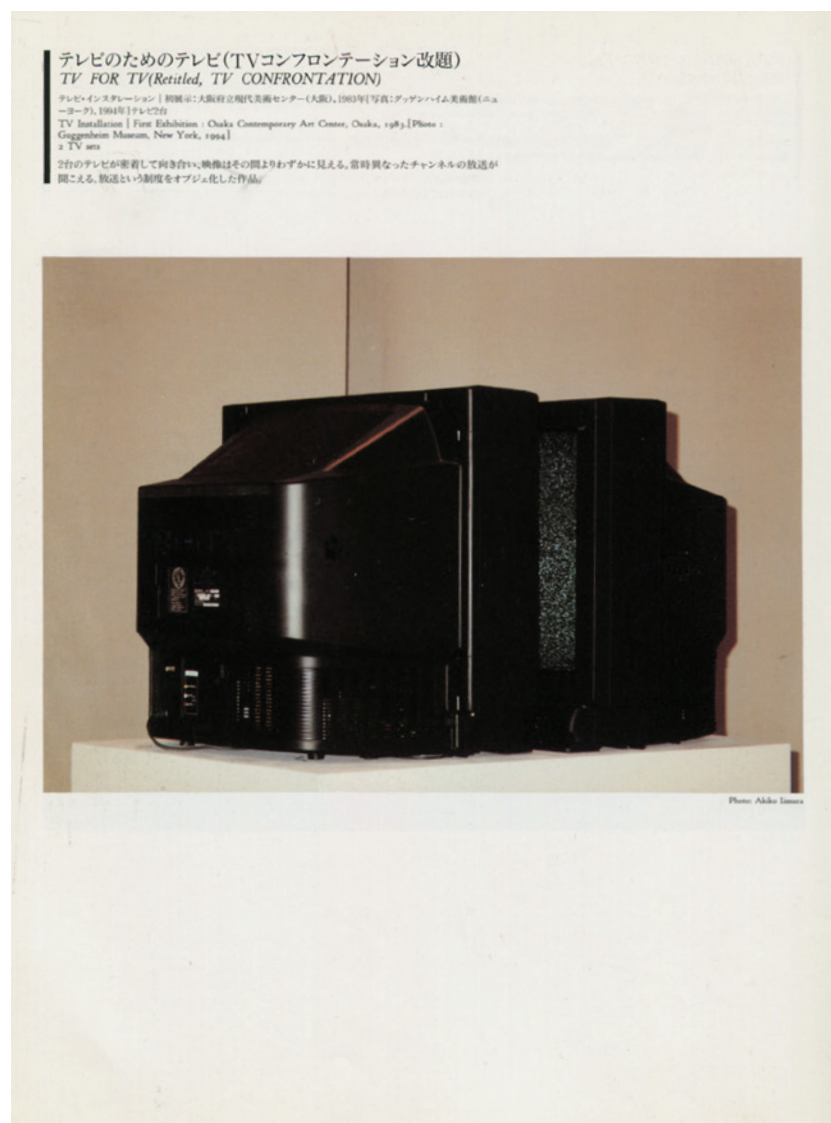 テレビのためのテレビ(TVコンフロンテーション改題)
TV FOR TV(Retitled, TV CONFRONTATION)
テレビ・インスタレーション | 初展示:大阪府立現代美術センター(大阪)、1983年[写真:グッゲンハイム美術館(ニュ
ーヨーク)、1994年]テレビ2台
TV Installation | First Exhibition : Osaka Contemporary Art Center, Osaka, 1983.[Photo :
Guggenheim Museum, New York, 1994]
2 TV sets
2台のテレビが密着して向き合い、映像はその間よりわずかに見える。常時異なったチャンネルの放送が
聞こえる。放送という制度をオブジェ化した作品。
Photo: Akiko Iimura